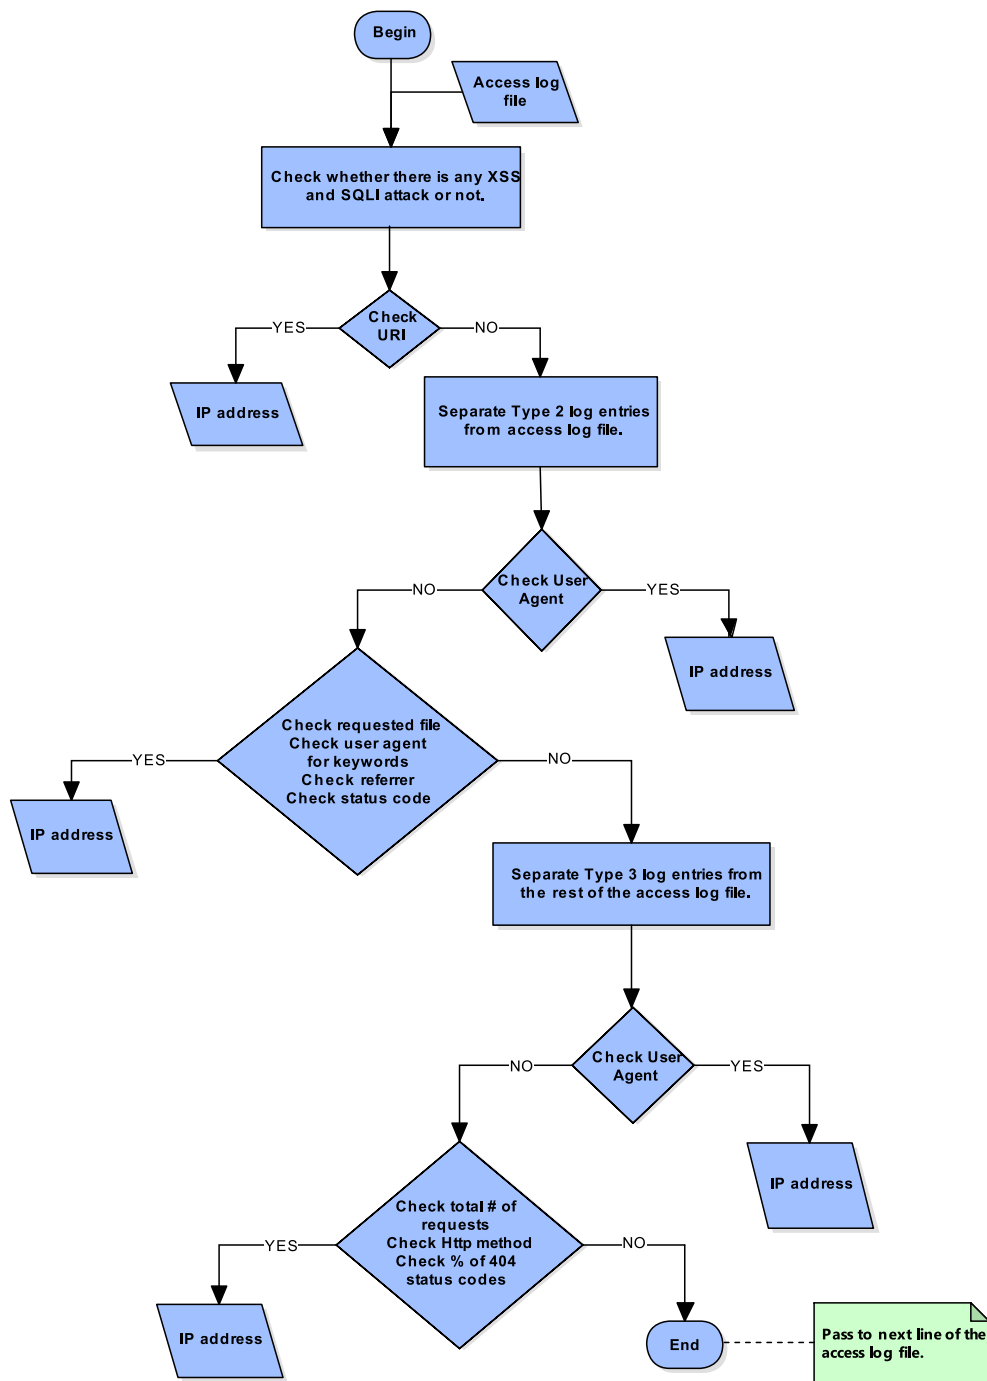 Begin
Access log
file
Check whether there is any XSS
and SQLI attack or not.
Check
URI
YES
NO
IP address
Separate Type 2 log entries
from access log file.
Check User
Agent
NO
YES
IP address
Check requested file
Check user agent
for keywords
Check referrer
Check status code
YES
NO
IP address
Separate Type 3 log entries from
the rest of the access log file.
Check User
Agent
NO
YES
IP address
Check total # of
requests
Check Http method
Check % of 404
status codes
YES
NO
IP address
End
Pass to next line of the
access log file.